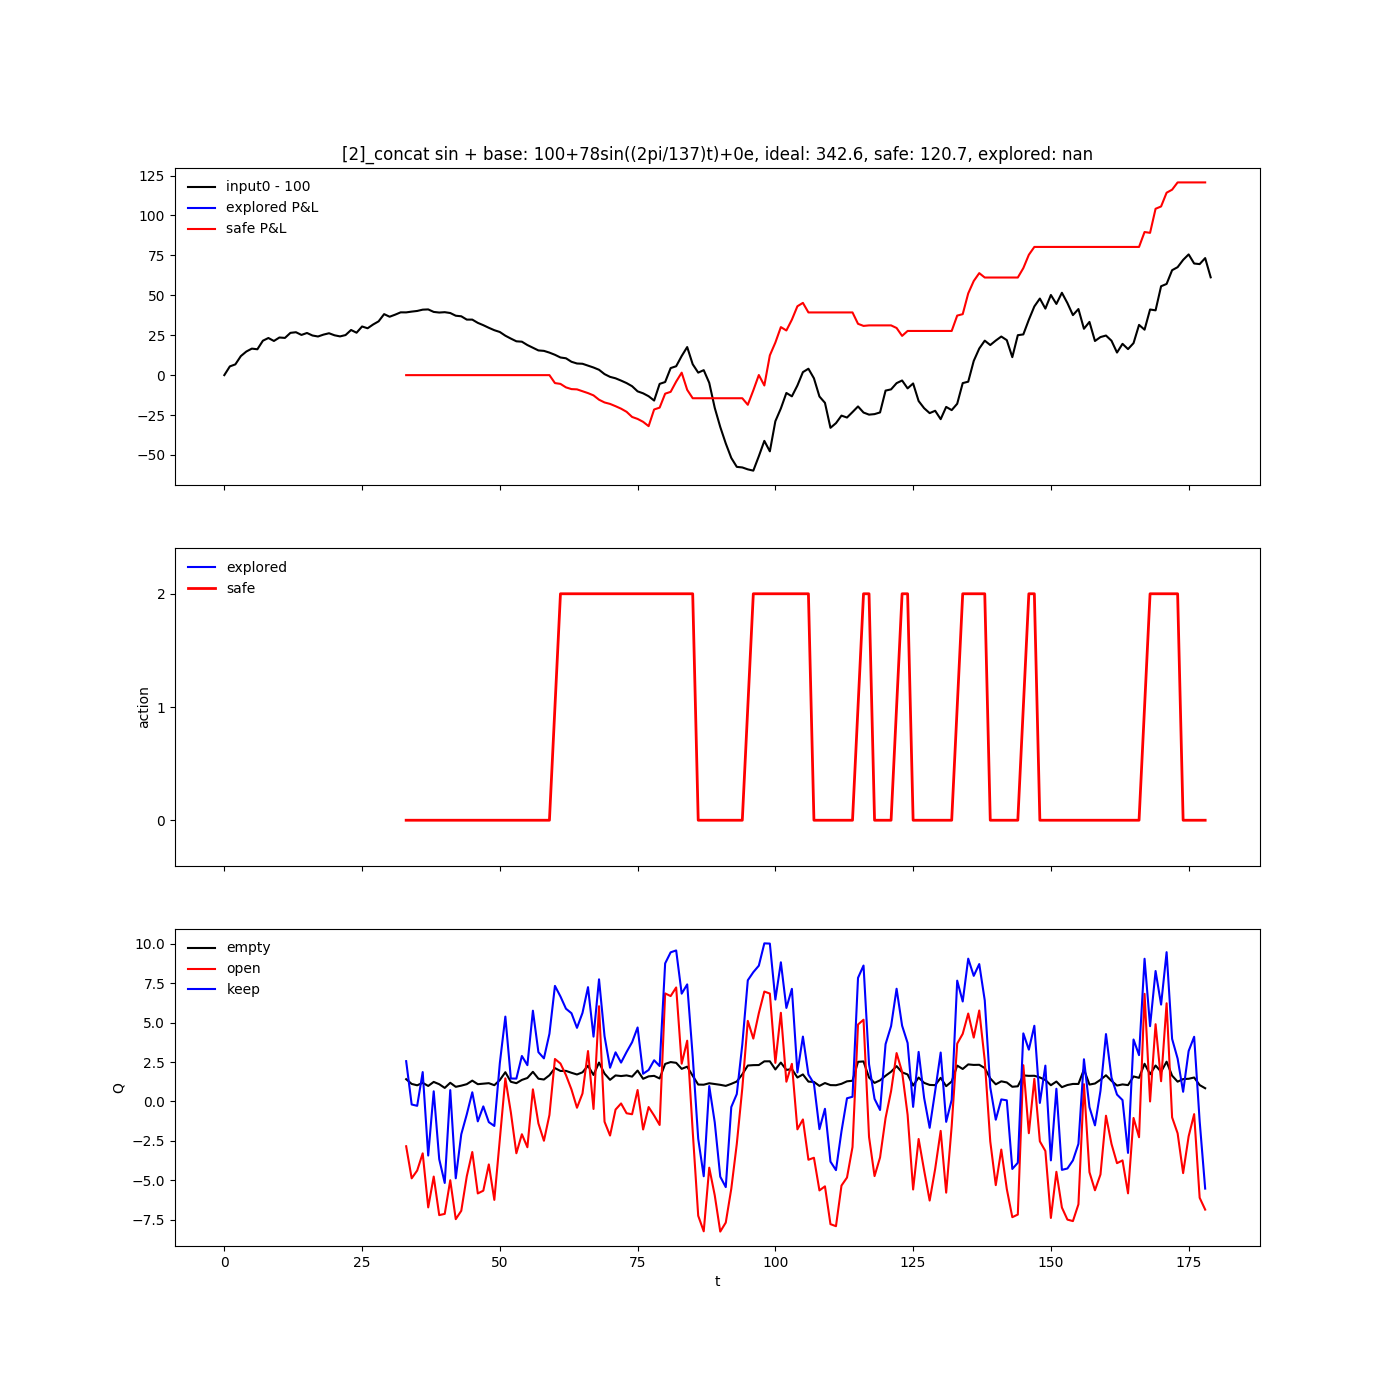 [2]_concat sin + base: 100+78sin((2pi/137)t)+0e, ideal: 342.6, safe: 120.7, explored: nan
125
100
75
50
25
0
−25
−50
input0 - 100
explored P&L
safe P&L
2
1
0
action
explored
safe
10.0
7.5
5.0
2.5
0.0
−2.5
−5.0
−7.5
Q
empty
open
keep
0 25 50 75 100 125 150 175
t